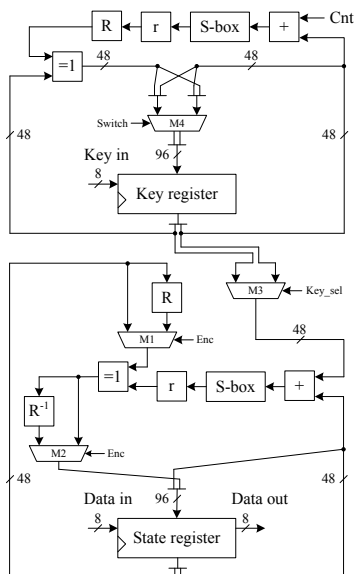 R
r
S-box
+
Cnt
=1
48
48
Switch
M4
Key in
96
8
Key register
48
48
R
M3
Key_sel
M1
Enc
48
=1
r
S-box
+
R-1
M2
Enc
48
48
Data in
96
Data out
8
8
State register